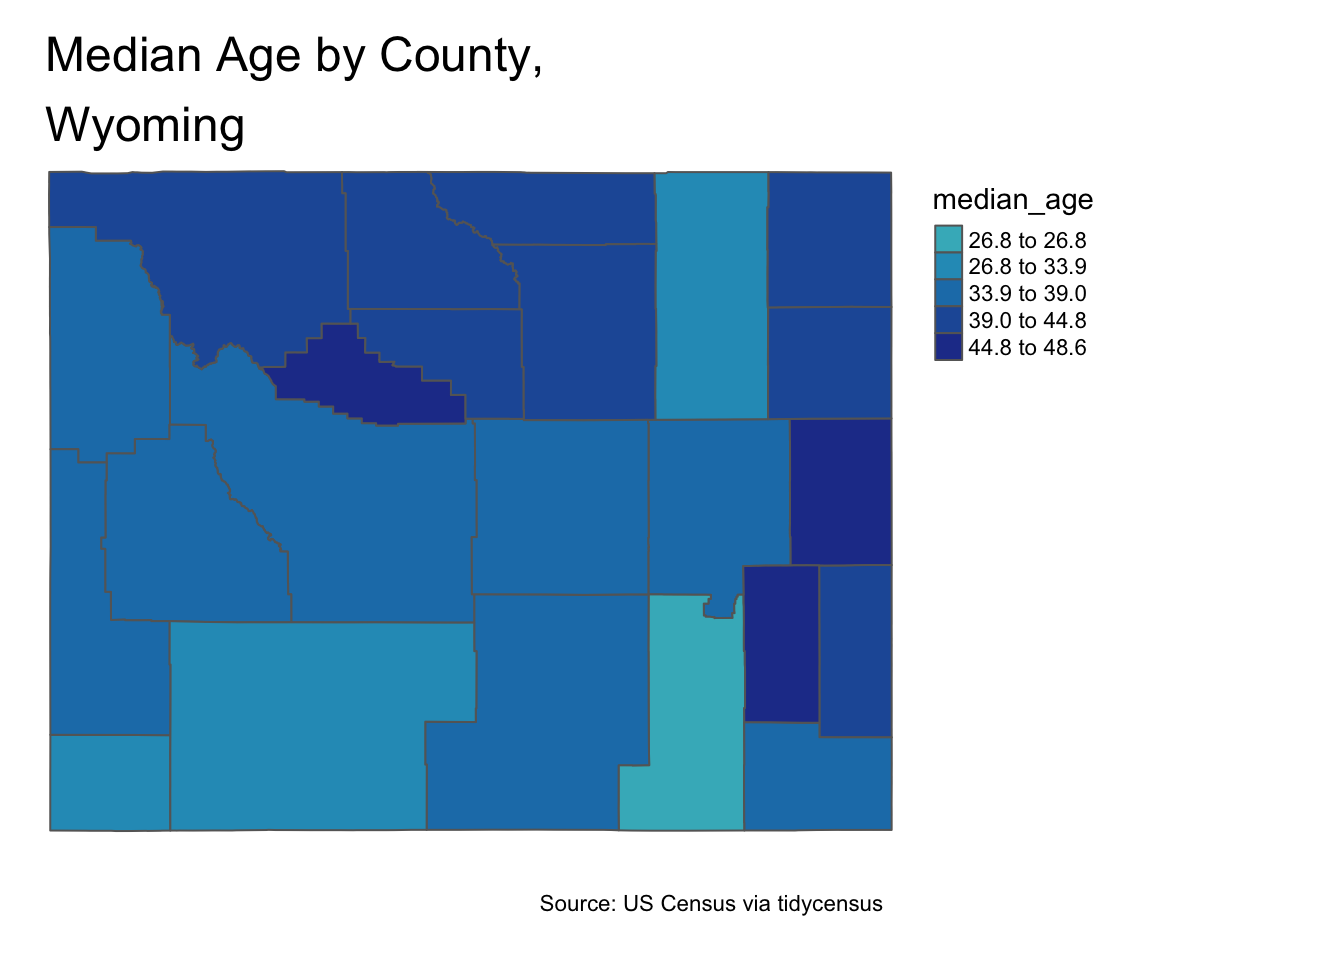 Median Age by County,
Wyoming
median_age
26.8 to 26.8
26.8 to 33.9
33.9 to 39.0
39.0 to 44.8
44.8 to 48.6
Source: US Census via tidycensus